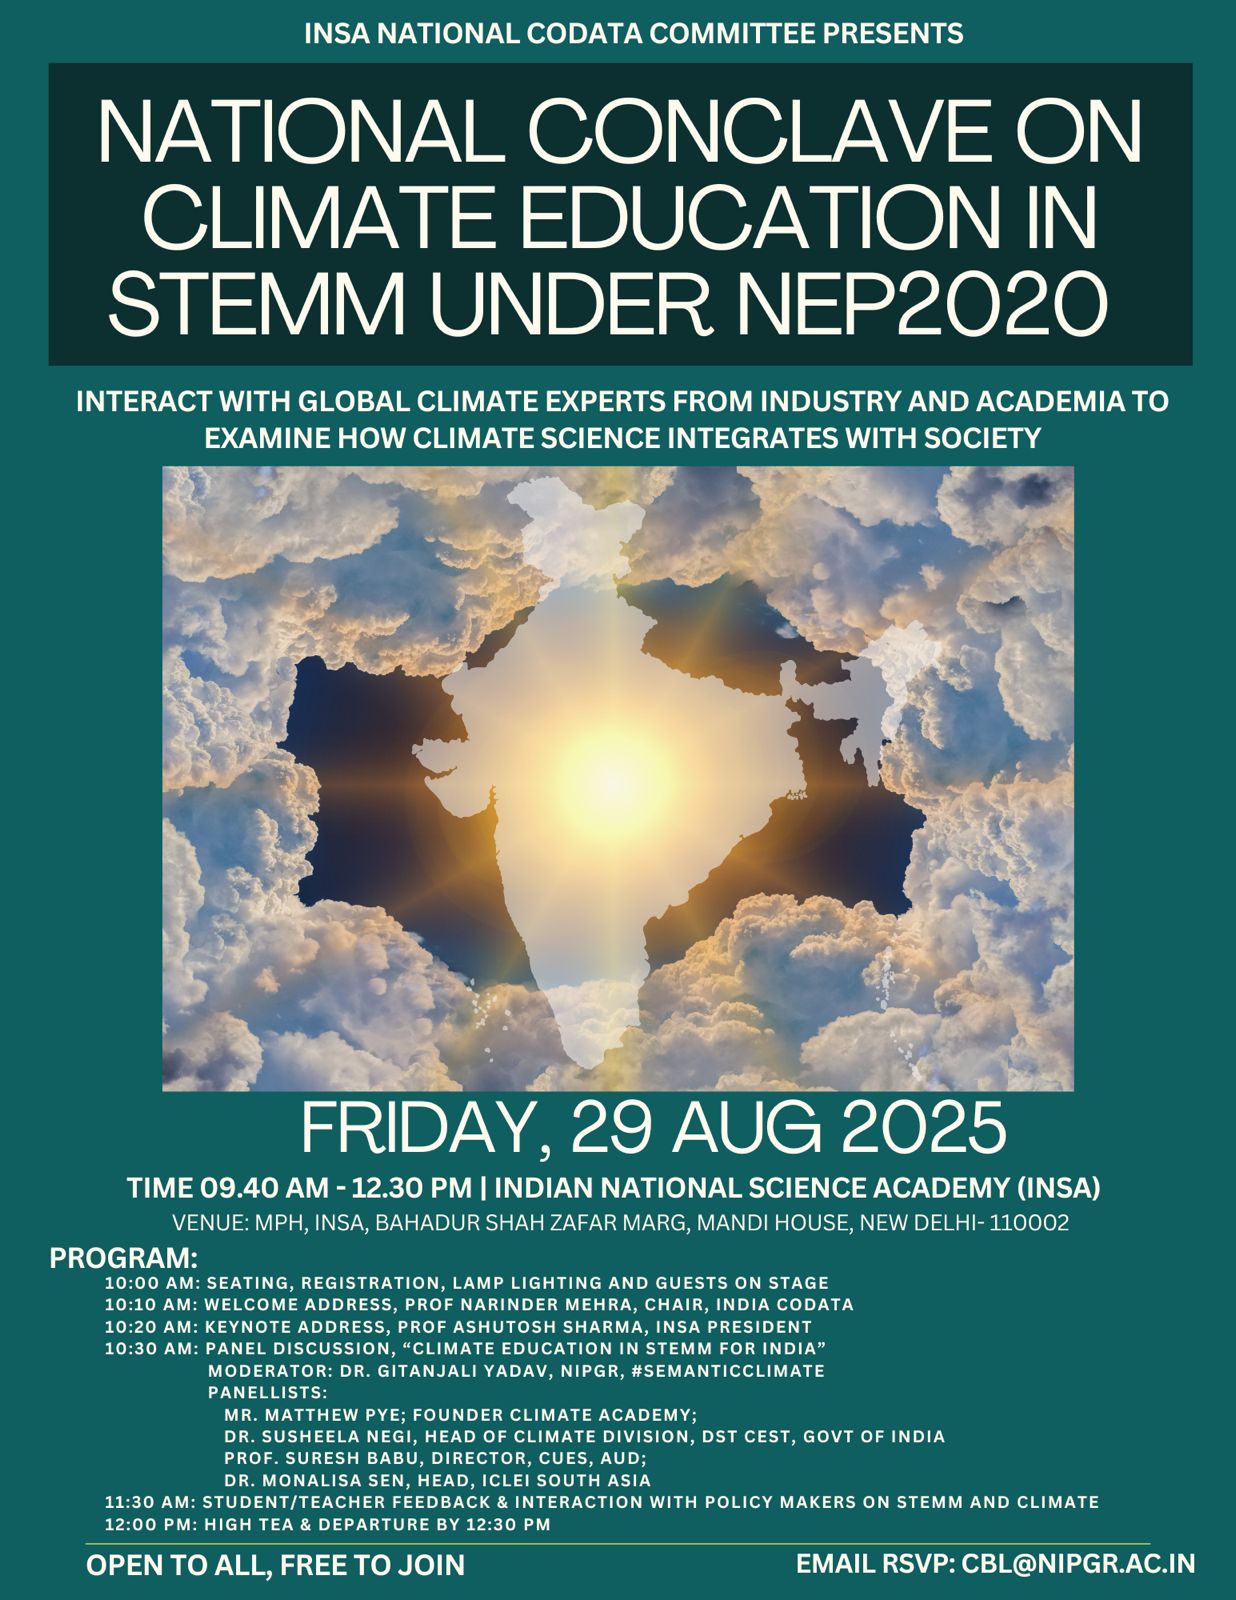 INSA NATIONAL CODATA COMMITTEE PRESENTS
NATIONAL CONCLAVE ON
CLIMATE EDUCATION IN
STEMM UNDER NEP2020
INTERACT WITH GLOBAL CLIMATE EXPERTS FROM INDUSTRY AND ACADEMIA TO
EXAMINE HOW CLIMATE SCIENCE INTEGRATES WITH SOCIETY
FRIDAY, 29 AUG 2025
TIME 09.40 AM - 12.30 PM | INDIAN NATIONAL SCIENCE ACADEMY (INSA)
VENUE: MPH, INSA, BAHADUR SHAH ZAFAR MARG, MANDI HOUSE, NEW DELHI- 110002
PROGRAM:
10:00 AM: SEATING, REGISTRATION, LAMP LIGHTING AND GUESTS ON STAGE
10:10 AM: WELCOME ADDRESS, PROF NARINDER MEHRA, CHAIR, INDIA CODATA
10:20 AM: KEYNOTE ADDRESS, PROF ASHUTOSH SHARMA, INSA PRESIDENT
10:30 AM: PANEL DISCUSSION, “CLIMATE EDUCATION IN STEMM FOR INDIA”
MODERATOR: DR. GITANJALI YADAV, NIPGR, #SEMANTICCLIMATE
PANELLISTS:
MR. MATTHEW PYE; FOUNDER CLIMATE ACADEMY;
DR. SUSHEELA NEGI, HEAD OF CLIMATE DIVISION, DST CEST, GOVT OF INDIA
PROF. SURESH BABU, DIRECTOR, CUES, AUD;
DR. MONALISA SEN, HEAD, ICLEI SOUTH ASIA
11:30 AM: STUDENT/TEACHER FEEDBACK & INTERACTION WITH POLICY MAKERS ON STEMM AND CLIMATE
12:00 PM: HIGH TEA & DEPARTURE BY 12:30 PM
OPEN TO ALL, FREE TO JOIN
EMAIL RSVP: CBL@NIPGR.AC.IN